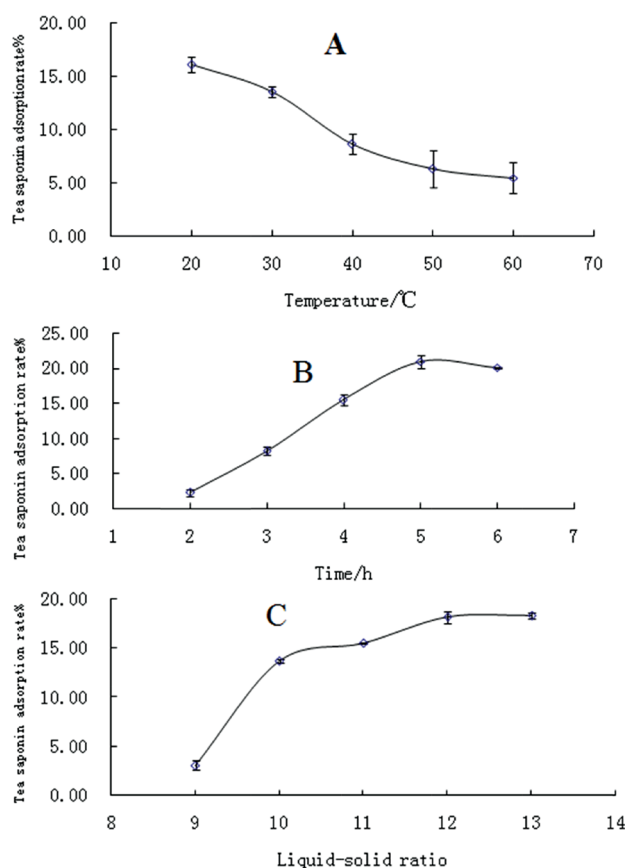 A
Tea saponin adsorption rate%
20.00
15.00
10.00
5.00
0.00
10 20 30 40 50 60 70
Temperature/℃
B
Tea saponin adsorption rate%
25.00
20.00
15.00
10.00
5.00
0.00
1 2 3 4 5 6 7
Time/h
C
Tea saponin adsorption rate%
20.00
15.00
10.00
5.00
0.00
8 9 10 11 12 13 14
Liquid-solid ratio